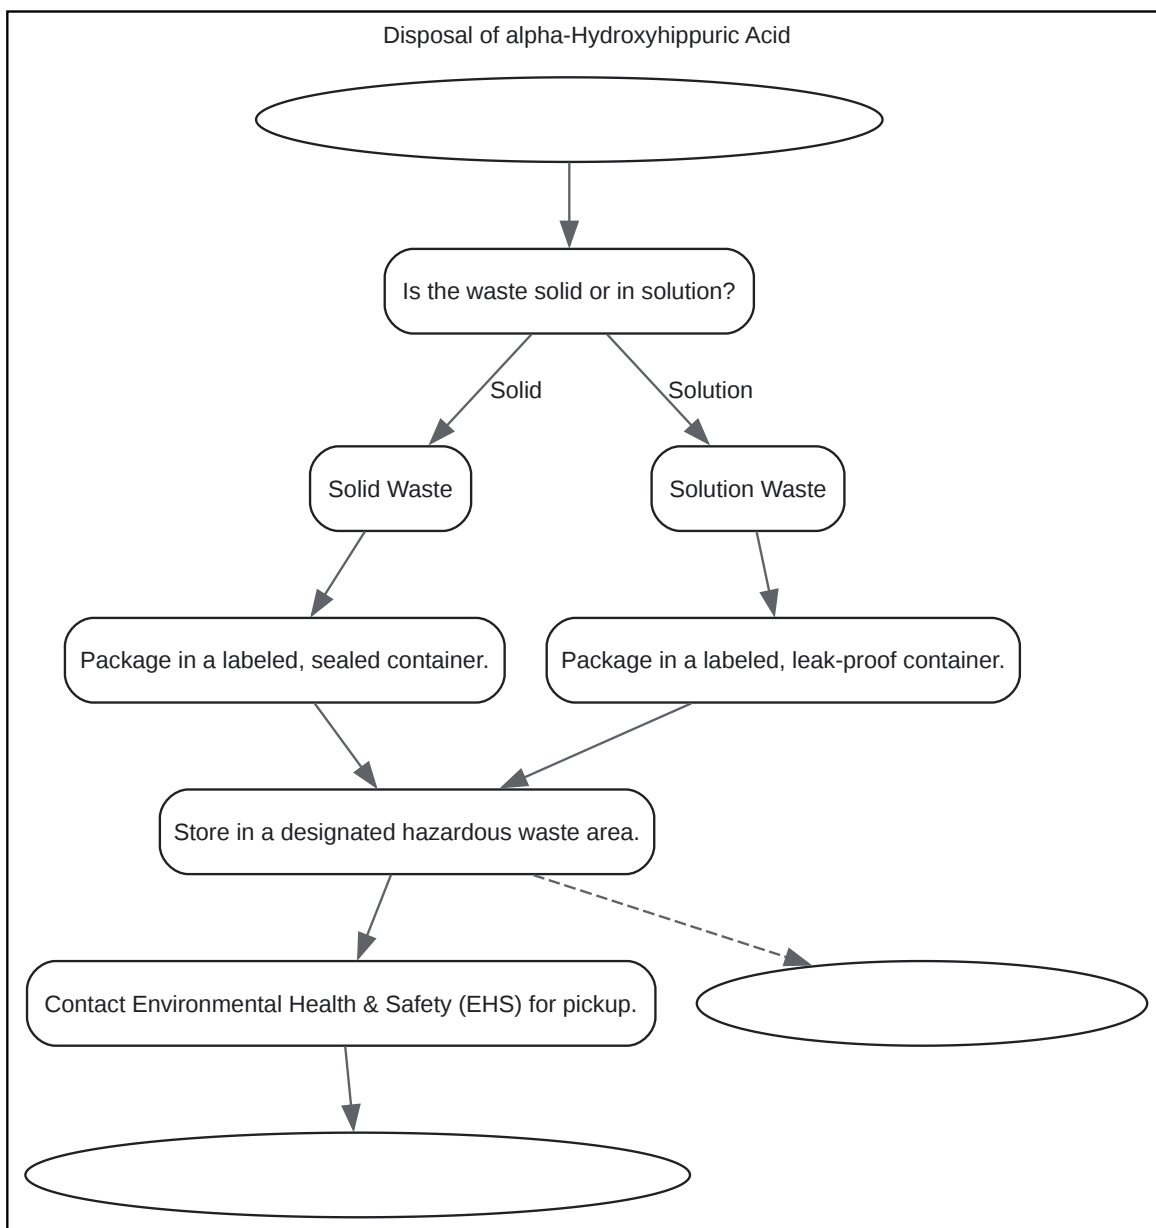 Disposal of alpha-Hydroxyhippuric Acid
Is the waste solid or in solution?
Solid
Solution
Solid Waste
Solution Waste
Package in a labeled, sealed container.
Package in a labeled, leak-proof container.
Store in a designated hazardous waste area.
Contact Environmental Health & Safety (EHS) for pickup.